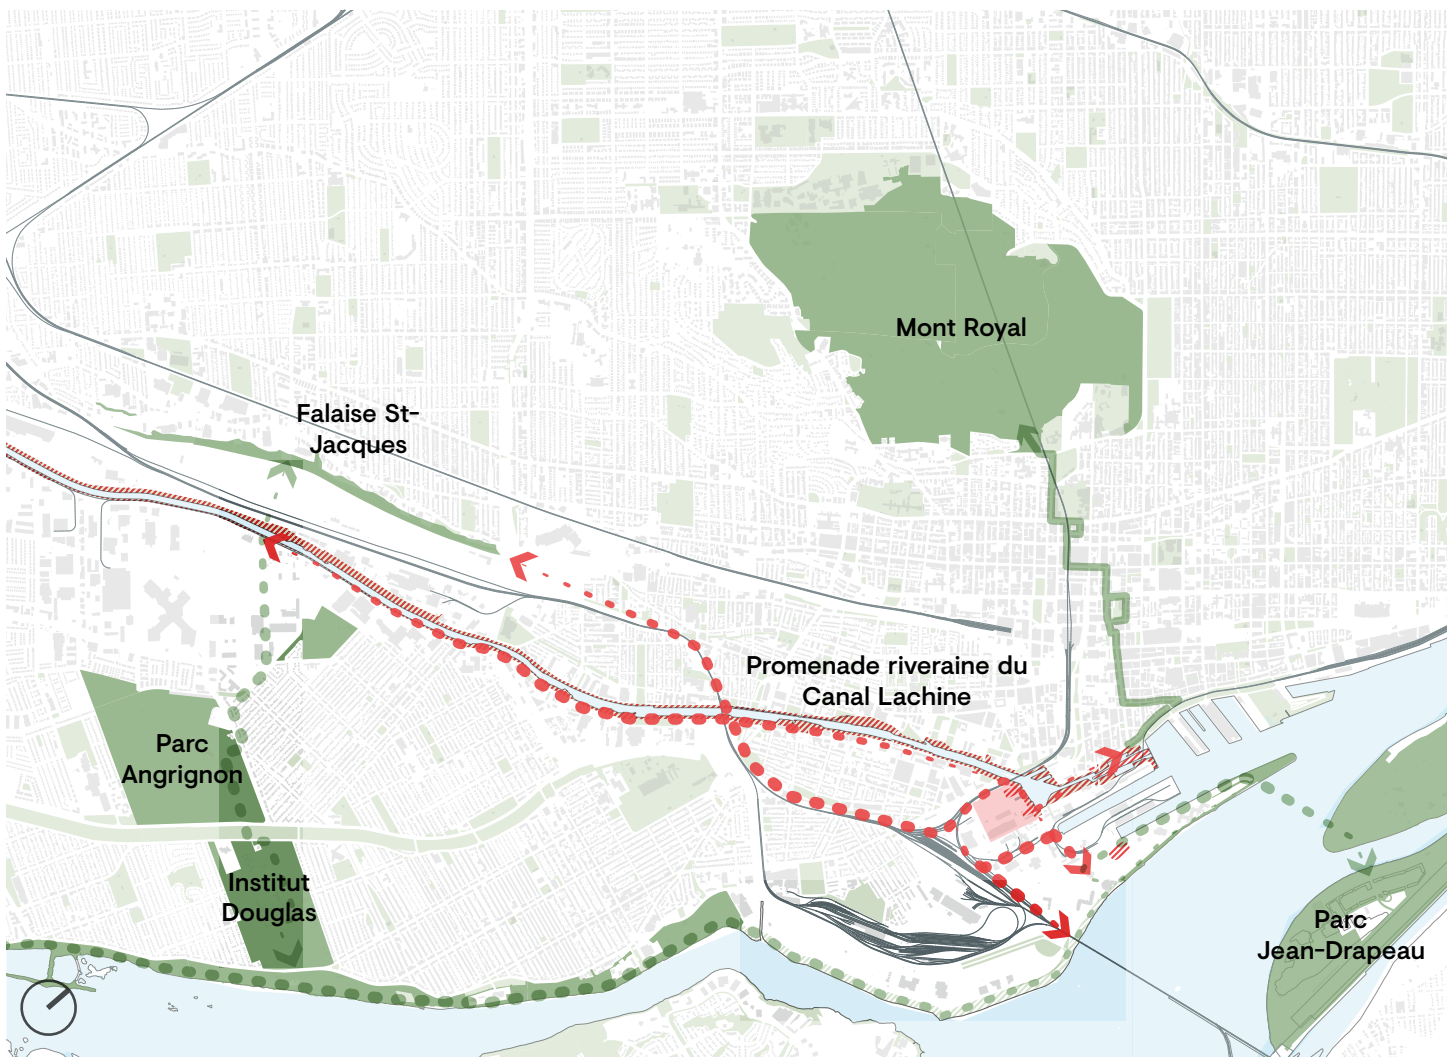 Mont Royal
Falaise St-
Jacques
Promenade riveraine du
Canal Lachine
Parc
Angrignon
Institut
Douglas
Parc
Jean-Drapeau